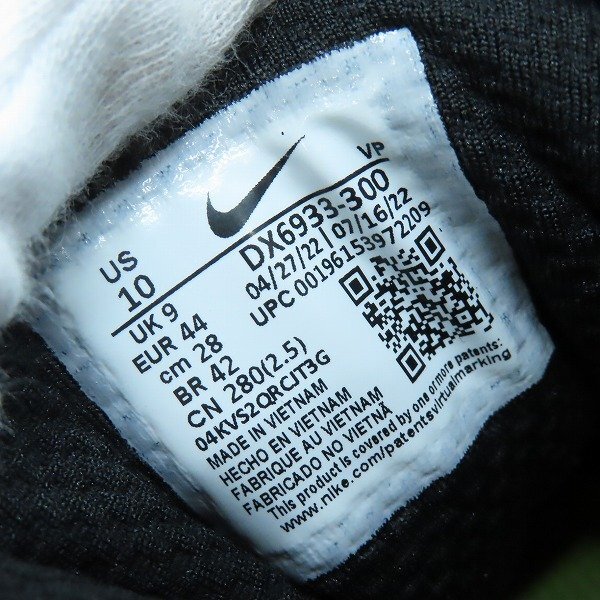 VP
DX6933-300
04/27/22 | 07/16/22
UPC 00196153972209
US
10
UK 9
EUR 44
cm 28
BR 42
CN 280(2.5)
04KVS2QRCJT3G
MADE IN VIETNAM
HECHO EN VIETNAM
FABRIQUE AU VIETNAM
FABRICADO NO VIETNÃ
This product is covered by one or more patents
www.nike.com/patentsvirtualmarking